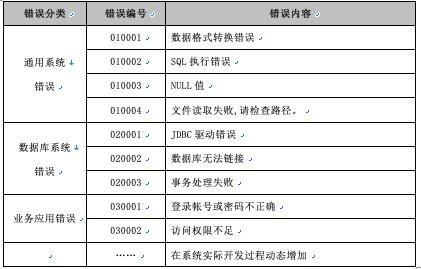 错误分类 错误编号 错误内容
通用系统
错误
010001 数据格式转换错误
010002 SQL 执行错误
010003 NULL 值
010004 文件读取失败,请检查路径。
数据库系统
错误
020001 JDBC 驱动错误
020002 数据库无法链接
020003 事务处理失败
业务应用错误
030001 登录帐号或密码不正确
030002 访问权限不足
…… 在系统实际开发过程动态增加